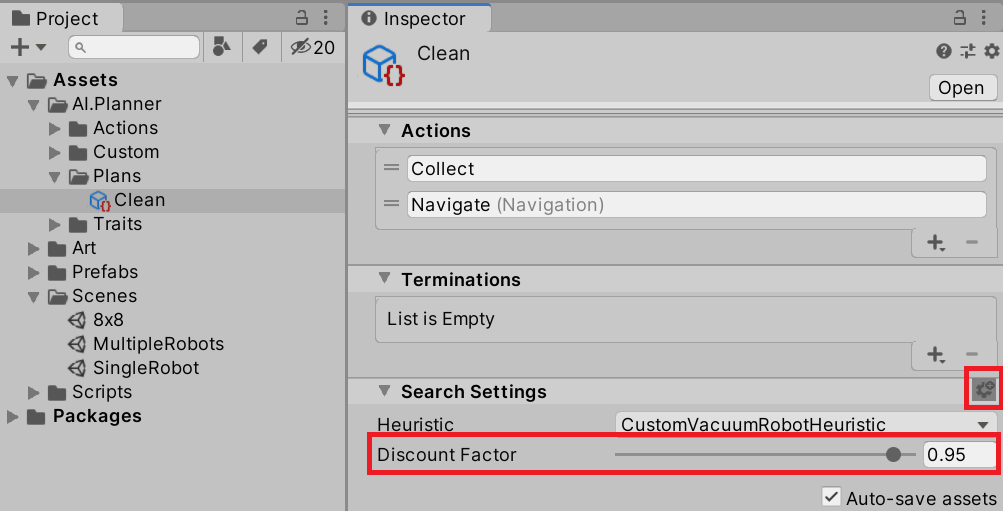 Project
20
Assets
AI.Planner
Actions
Custom
Plans
Clean
Traits
Art
Prefabs
Scenes
8x8
MultipleRobots
SingleRobot
Scripts
Packages
Inspector
Clean
Open
Actions
Collect
Navigate (Navigation)
Terminations
List is Empty
Search Settings
Heuristic CustomVacuumRobotHeuristic
Discount Factor 0.95
Auto-save assets